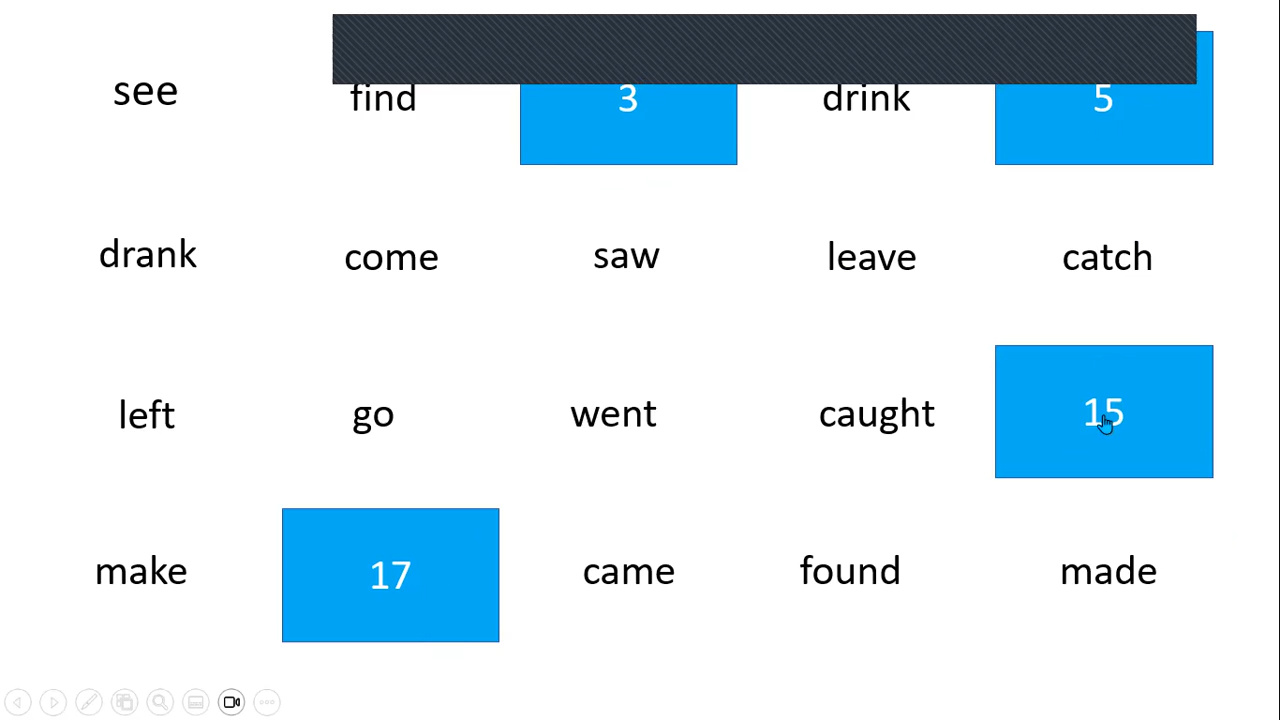 see find 3 drink 5
drank come saw leave catch
left go went caught 15
make 17 came found made